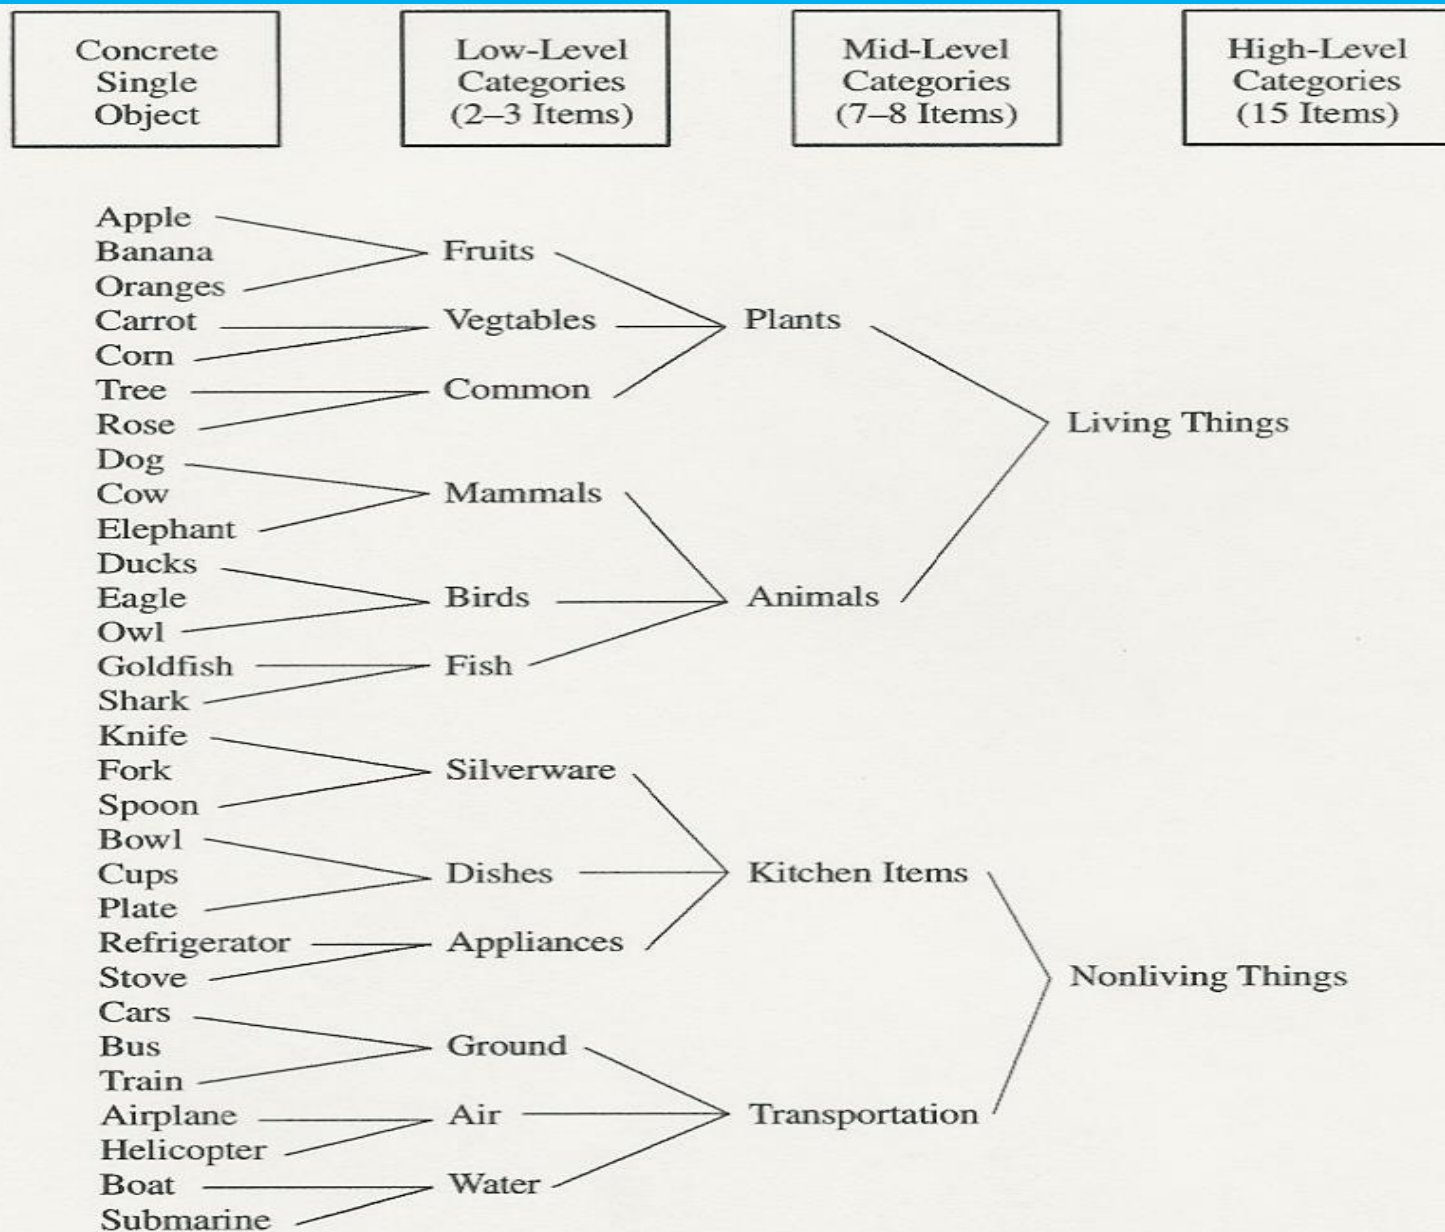 Concrete
Single
Object
Low-Level
Categories
(2–3 Items)
Mid-Level
Categories
(7–8 Items)
High-Level
Categories
(15 Items)
Apple
Banana
Oranges
Carrot
Corn
Tree
Rose
Dog
Cow
Elephant
Ducks
Eagle
Owl
Goldfish
Shark
Knife
Fork
Spoon
Bowl
Cups
Plate
Refrigerator
Stove
Cars
Bus
Train
Airplane
Helicopter
Boat
Submarine
Fruits
Vegtables
Common
Mammals
Birds
Fish
Silverware
Dishes
Appliances
Ground
Air
Water
Plants
Animals
Kitchen Items
Transportation
Living Things
Nonliving Things